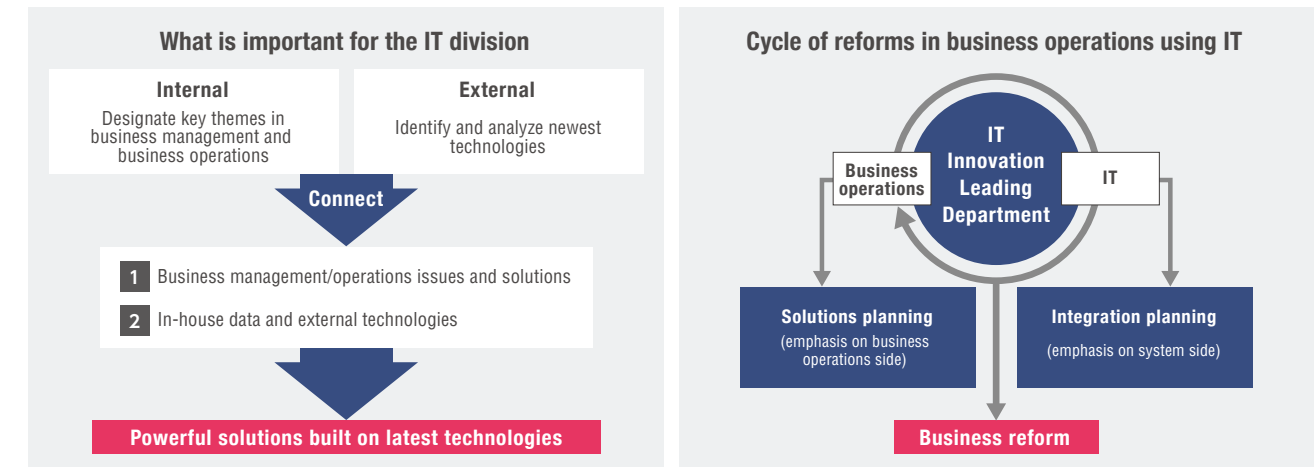 What is important for the IT division
Internal
Designate key themes in
business management and
business operations
External
Identify and analyze newest
technologies
Connect
1 Business management/operations issues and solutions
2 In-house data and external technologies
Powerful solutions built on latest technologies
Cycle of reforms in business operations using IT
IT
Innovation
Leading
Department
Business
operations
IT
Solutions planning
(emphasis on business
operations side)
Integration planning
(emphasis on system side)
Business reform